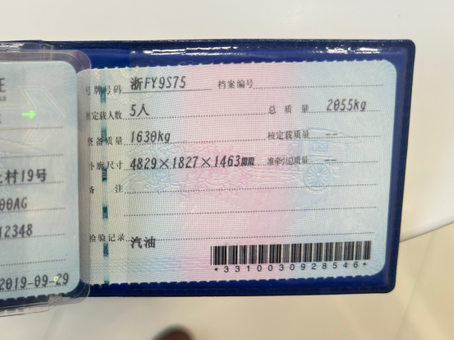 证
村19号
00AG
12348
2019-09-29
号牌号码 浙FY9S75 档案编号
核定载人数 5人 总质量 2055kg
整备质量 1630kg 核定载质量 --
外廓尺寸 4829×1827×1463mm 准牵引总质量 --
备注
检验记录 汽油
*3310030928546*